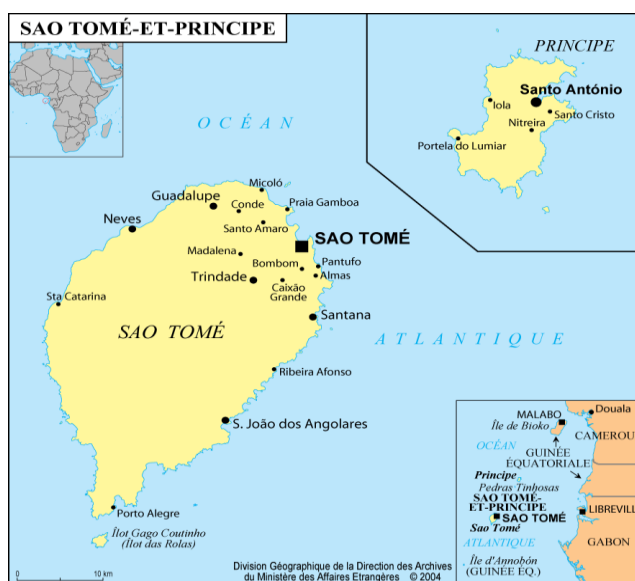 SAO TOMÉ-ET-PRINCIPE
PRINCIPE
Santo António
Iola
Santo Cristo
Nitreira
Portela do Lumiar
OCÉAN
Micoló
Guadalupe
Conde
Praia Gamboa
Neves
Santo Amaro
SAO TOMÉ
Madalena
Bombom
Pantufo
Trindade
Almas
Caixão
Grande
Sta Catarina
Santana
SAO TOMÉ
ATLANTIQUE
Ribeira Afonso
S. João dos Angolares
Porto Alegre
Îlot Gago Coutinho
(Îlot das Rolas)
0
10 km
Division Géographique de la Direction des Archives
du Ministère des Affaires Etrangères © 2004
MALABO
Douala
Île de Bioko
CAMEROU
OCÉAN
GUINÉE
ÉQUATORIALE
Principe
Pedras Tinhosas
SAO TOMÉ-
ET-PRINCIPE
LIBREVILL
SAO TOMÉ
Sao Tomé
ATLANTIQUE
GABON
Île d'Annobón
(GUINÉE ÉQ.)